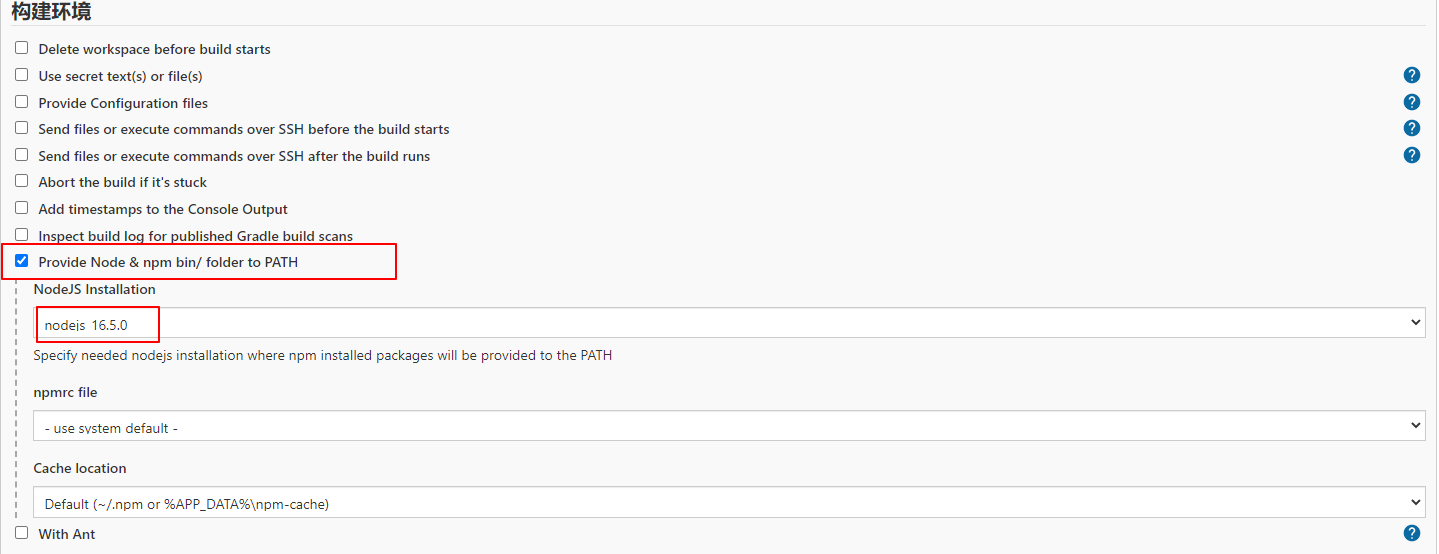 构建环境
Delete workspace before build starts
Use secret text(s) or file(s)
Provide Configuration files
Send files or execute commands over SSH before the build starts
Send files or execute commands over SSH after the build runs
Abort the build if it's stuck
Add timestamps to the Console Output
Inspect build log for published Gradle build scans
Provide Node & npm bin/ folder to PATH
NodeJS Installation
nodejs 16.5.0
Specify needed nodejs installation where npm installed packages will be provided to the PATH
npmrc file
- use system default -
Cache location
Default (~/.npm or %APP_DATA%\npm-cache)
With Ant